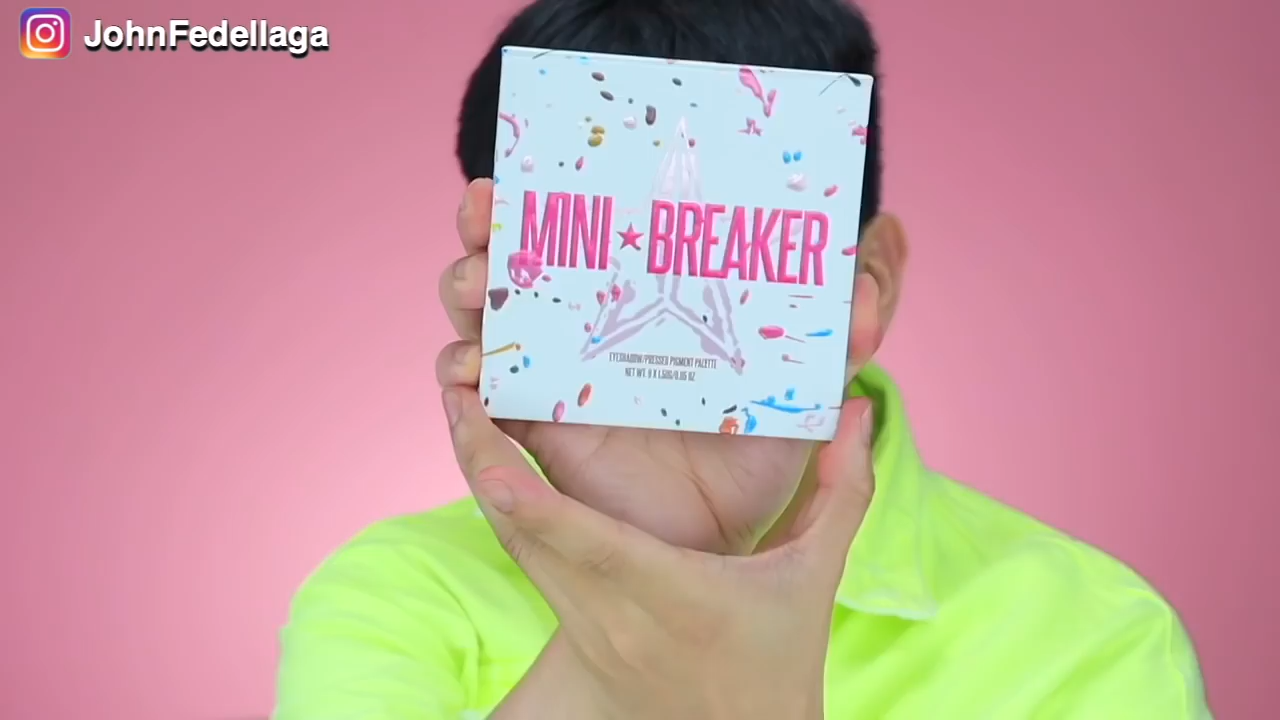 JohnFedellaga
MINI★BREAKER
EYESHADOW/PRESSED PIGMENT PALETTE
NET WT. 9 X 1.50G/0.05 OZ